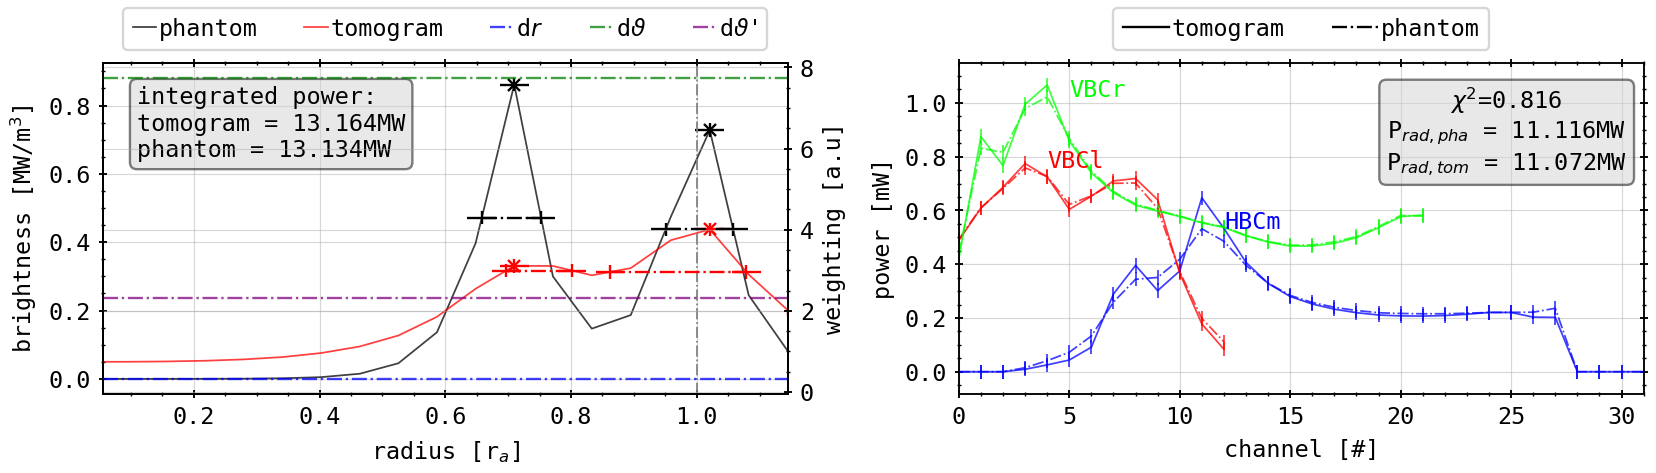 phantom tomogram dr dϑ dϑ'
integrated power:
tomogram = 13.164MW
phantom = 13.134MW
brightness [MW/m³]
0.8
0.6
0.4
0.2
0.0
0.2 0.4 0.6 0.8 1.0
radius [rₐ]
8
6
4
2
0
weighting [a.u]
tomogram phantom
VBCr
VBCl
HBCm
χ²=0.816
P_rad,pha = 11.116MW
P_rad,tom = 11.072MW
power [mW]
1.0
0.8
0.6
0.4
0.2
0.0
0 5 10 15 20 25 30
channel [#]